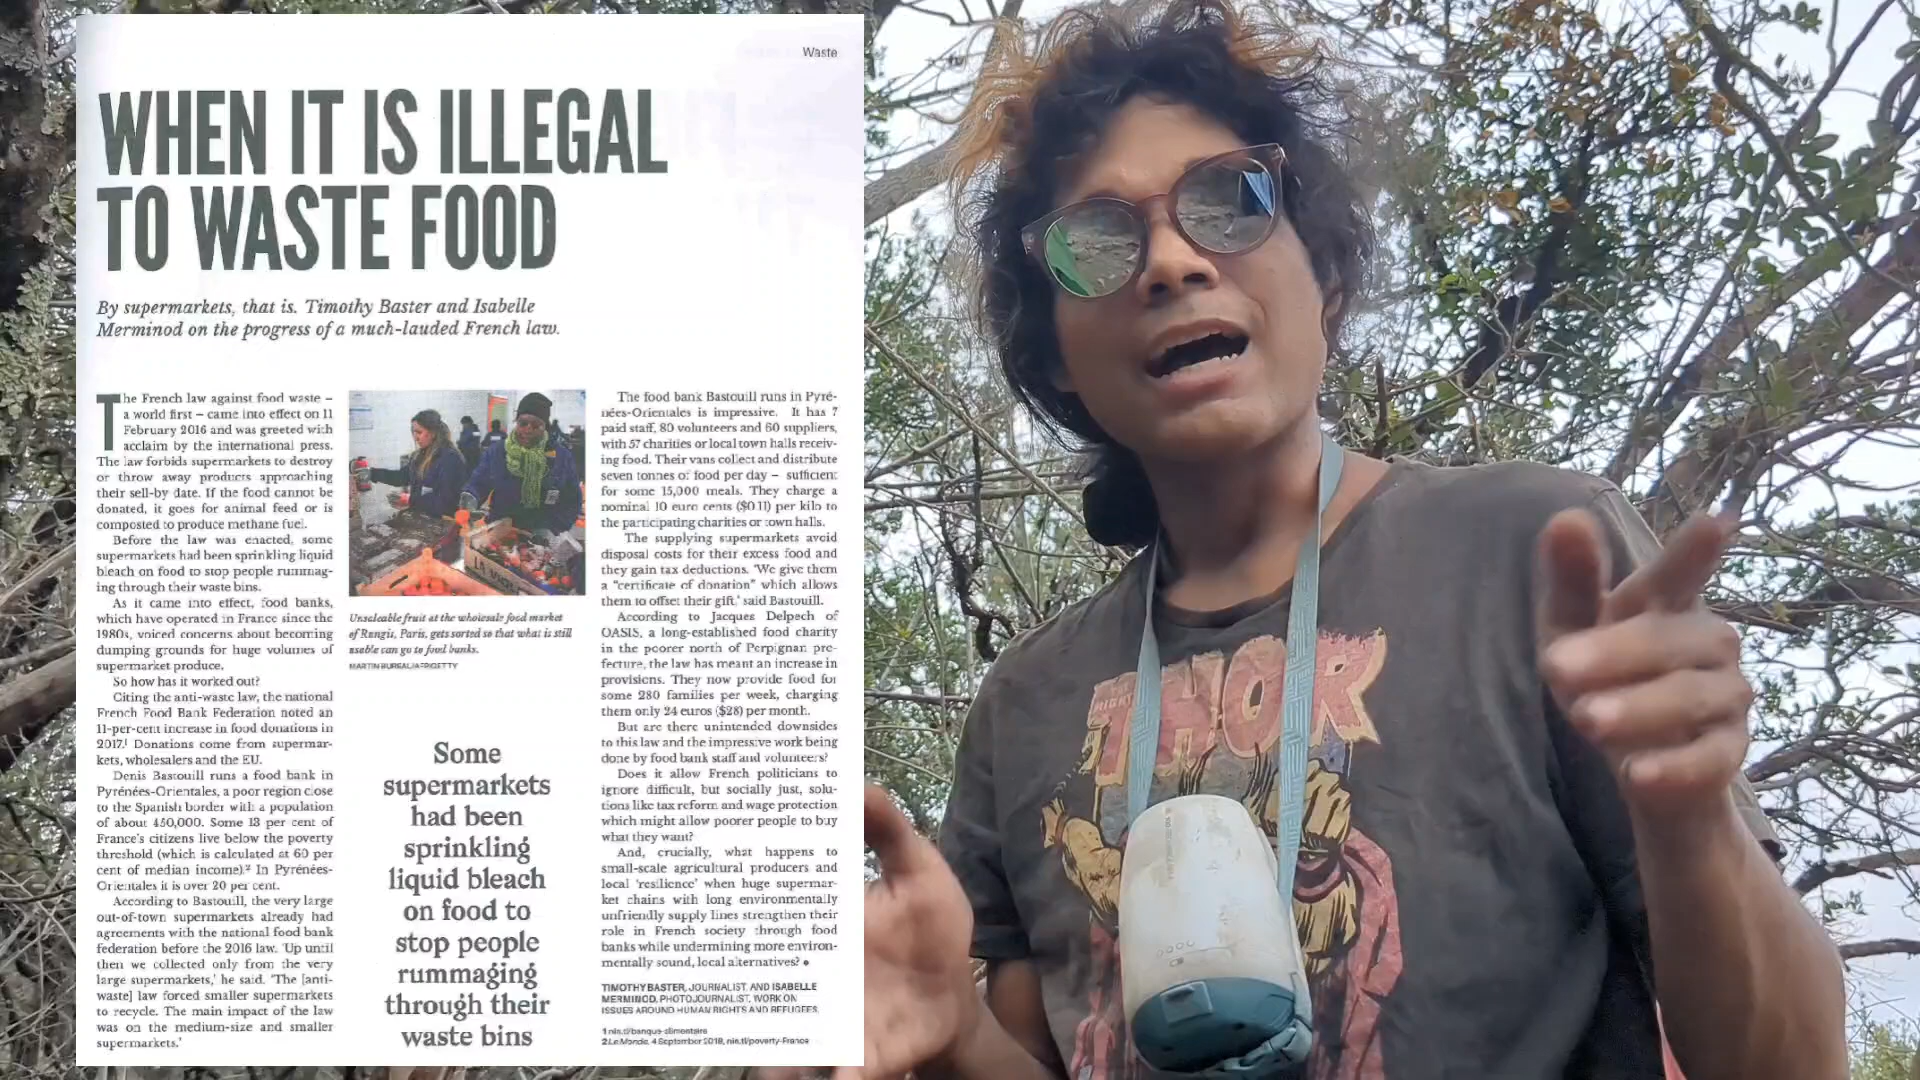 Waste
WHEN IT IS ILLEGAL
TO WASTE FOOD
By supermarkets, that is. Timothy Baster and Isabelle
Merminod on the progress of a much-lauded French law.
The French law against food waste –
a world first – came into effect on 11
February 2016 and was greeted with
acclaim by the international press.
The law forbids supermarkets to destroy
or throw away products approaching
their sell-by date. If the food cannot be
donated, it goes for animal feed or is
composted to produce methane fuel.
Before the law was enacted, some
supermarkets had been sprinkling liquid
bleach on food to stop people rummag-
ing through their waste bins.
As it came into effect, food banks,
which have operated in France since the
1980s, voiced concerns about becoming
dumping grounds for huge volumes of
supermarket produce.
So how has it worked out?
Citing the anti-waste law, the national
French Food Bank Federation noted an
11-per-cent increase in food donations in
2017.¹ Donations come from supermar-
kets, wholesalers and the EU.
Denis Bastouill runs a food bank in
Pyrénées-Orientales, a poor region close
to the Spanish border with a population
of about 450,000. Some 13 per cent of
France's citizens live below the poverty
threshold (which is calculated at 60 per
cent of median income).² In Pyrénées-
Orientales it is over 20 per cent.
According to Bastouill, the very large
out-of-town supermarkets already had
agreements with the national food bank
federation before the 2016 law. 'Up until
then we collected only from the very
large supermarkets,' he said. 'The [anti-
waste] law forced smaller supermarkets
to recycle. The main impact of the law
was on the medium-size and smaller
supermarkets.'
Unsaleable fruit at the wholesale food market
of Rungis, Paris, gets sorted so that what is still
usable can go to food banks.
Some
supermarkets
had been
sprinkling
liquid bleach
on food to
stop people
rummaging
through their
waste bins
The food bank Bastouill runs in Pyré-
nées-Orientales is impressive. It has 7
paid staff, 80 volunteers and 60 suppliers,
with 57 charities or local town halls receiv-
ing food. Their vans collect and distribute
seven tonnes of food per day – sufficient
for some 15,000 meals. They charge a
nominal 10 euro cents ($0.11) per kilo to
the participating charities or town halls.
The supplying supermarkets avoid
disposal costs for their excess food and
they gain tax deductions. 'We give them
a "certificate of donation" which allows
them to offset their gift,' said Bastouill.
According to Jacques Delpech of
OASIS, a long-established food charity
in the poorer north of Perpignan pre-
fecture, the law has meant an increase in
provisions. They now provide food for
some 280 families per week, charging
them only 24 euros ($28) per month.
But are there unintended downsides
to this law and the impressive work being
done by food bank staff and volunteers?
Does it allow French politicians to
ignore difficult, but socially just, solu-
tions like tax reform and wage protection
which might allow poorer people to buy
what they want?
And, crucially, what happens to
small-scale agricultural producers and
local 'resilience' when huge supermar-
ket chains with long environmentally
unfriendly supply lines strengthen their
role in French society through food
banks while undermining more environ-
mentally sound, local alternatives? ●
TIMOTHY BASTER, JOURNALIST, AND ISABELLE
MERMINOD, PHOTOJOURNALIST, WORK ON
ISSUES AROUND HUMAN RIGHTS AND REFUGEES.
1 nin.tl/banque-alimentaire
2 Le Monde, 4 September 2018, nin.tl/poverty-France
THE
MIGHTY
THOR